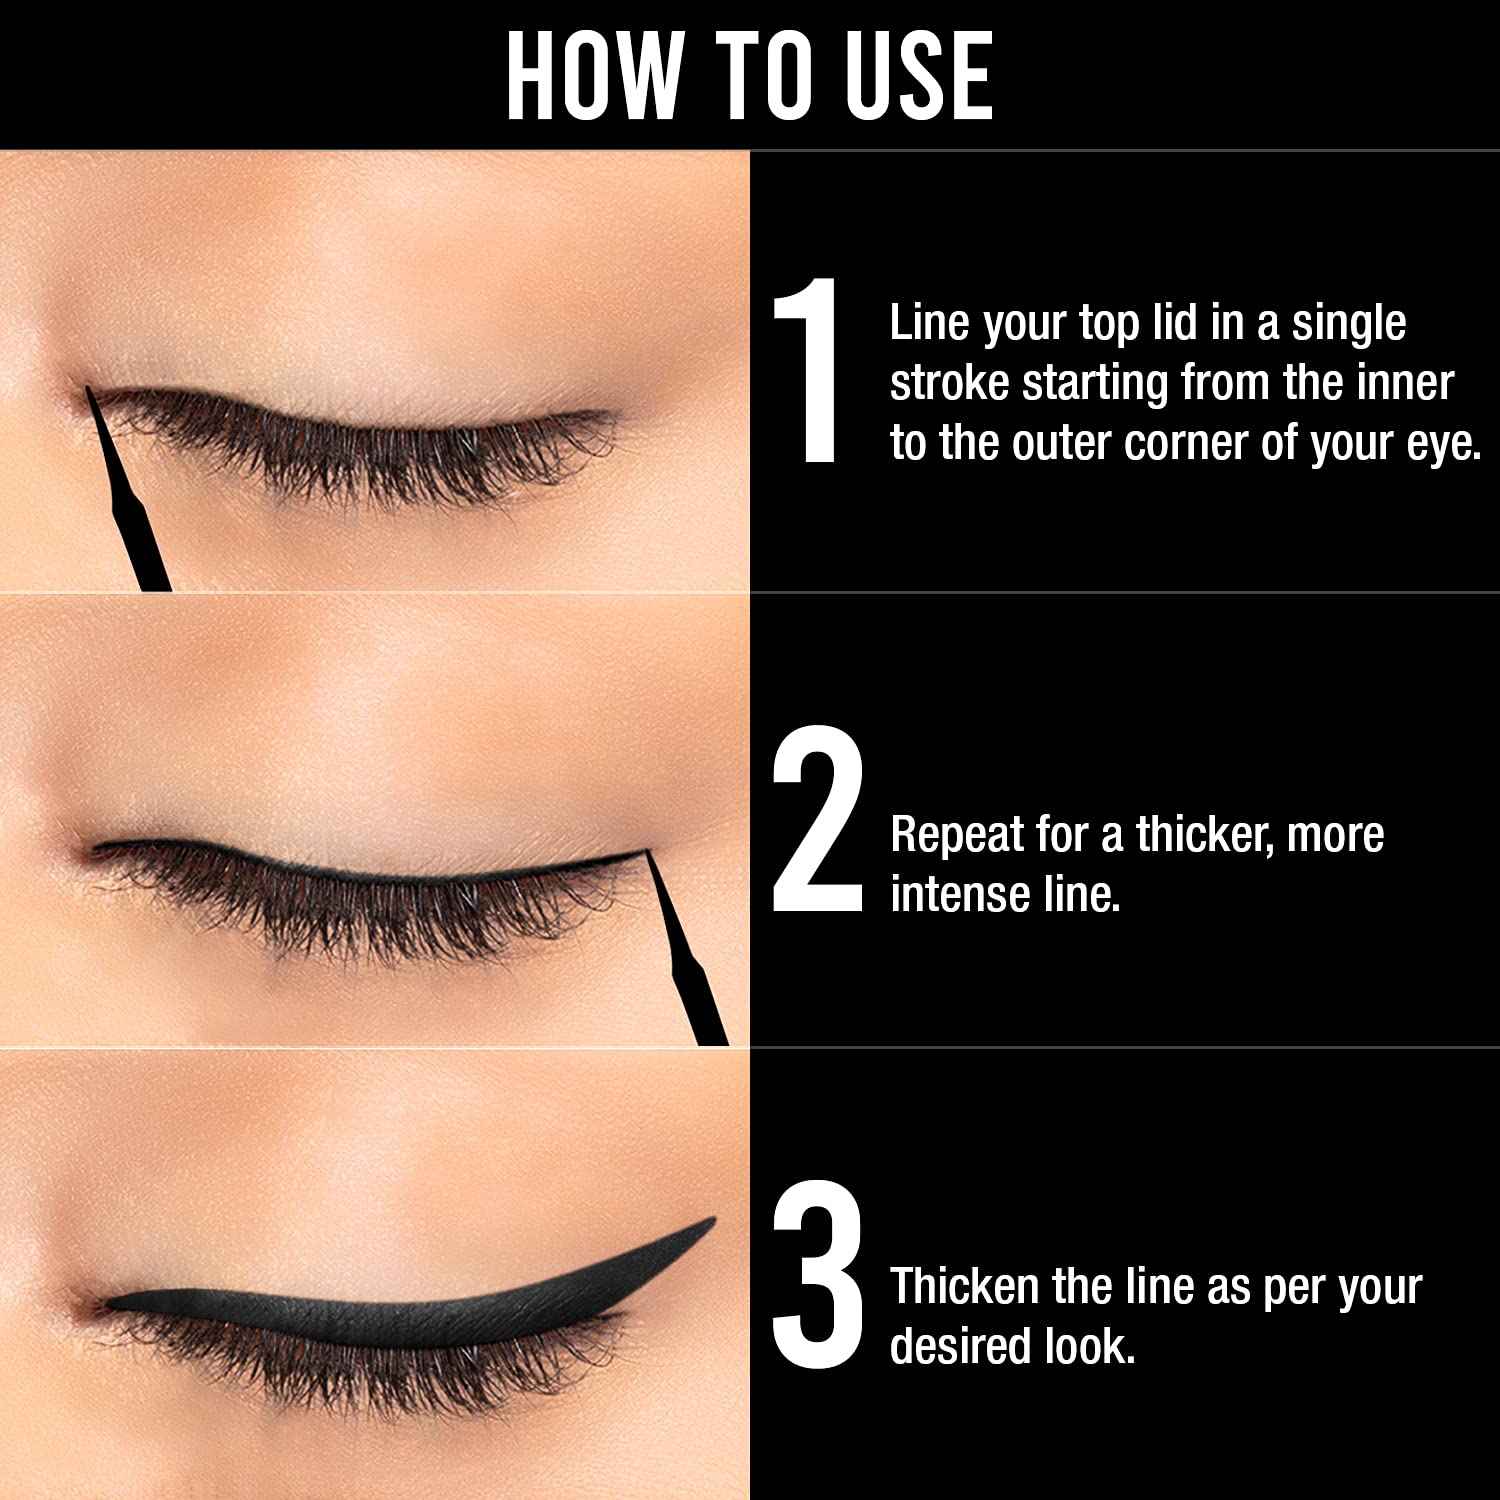 HOW TO USE
1
Line your top lid in a single
stroke starting from the inner
to the outer corner of your eye.
2
Repeat for a thicker, more
intense line.
3
Thicken the line as per your
desired look.